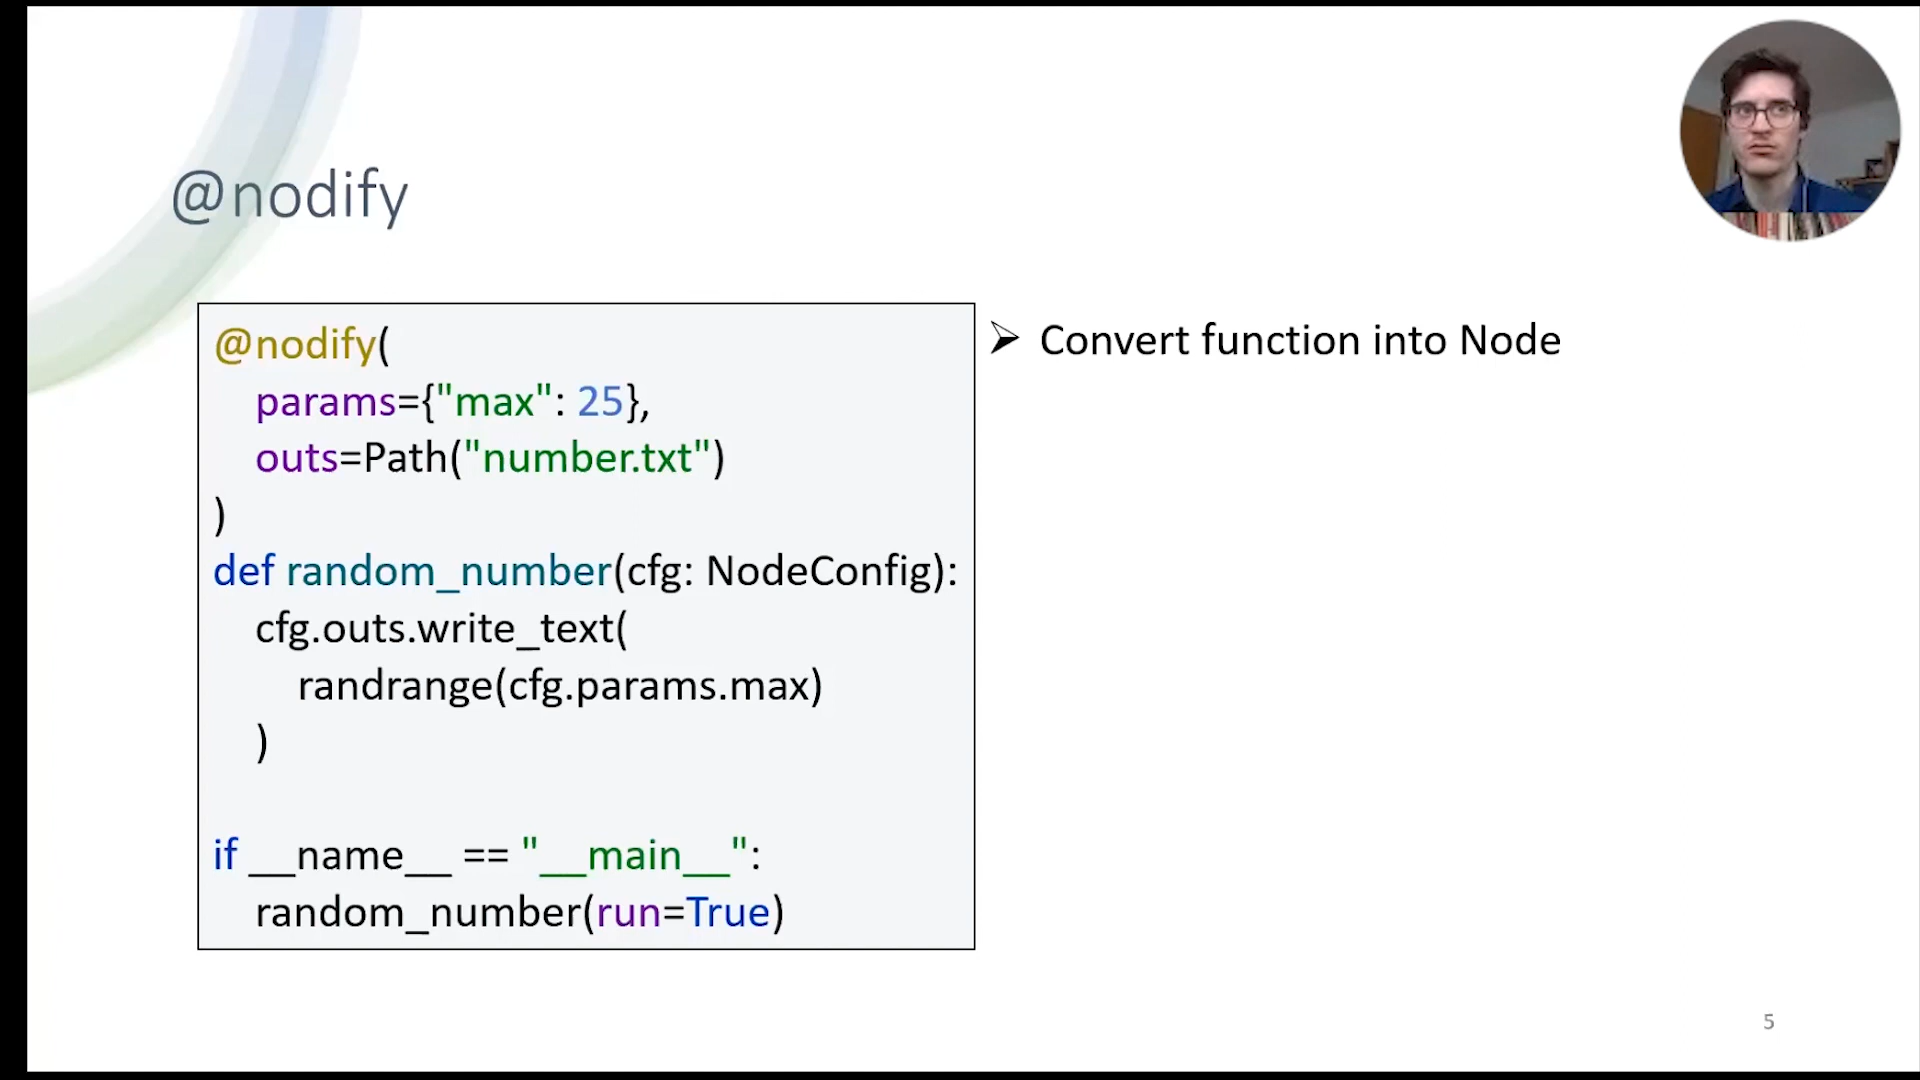 @nodify
@nodify(
params={"max": 25},
outs=Path("number.txt")
)
def random_number(cfg: NodeConfig):
cfg.outs.write_text(
randrange(cfg.params.max)
)
if __name__ == "__main__":
random_number(run=True)
➢ Convert function into Node
5